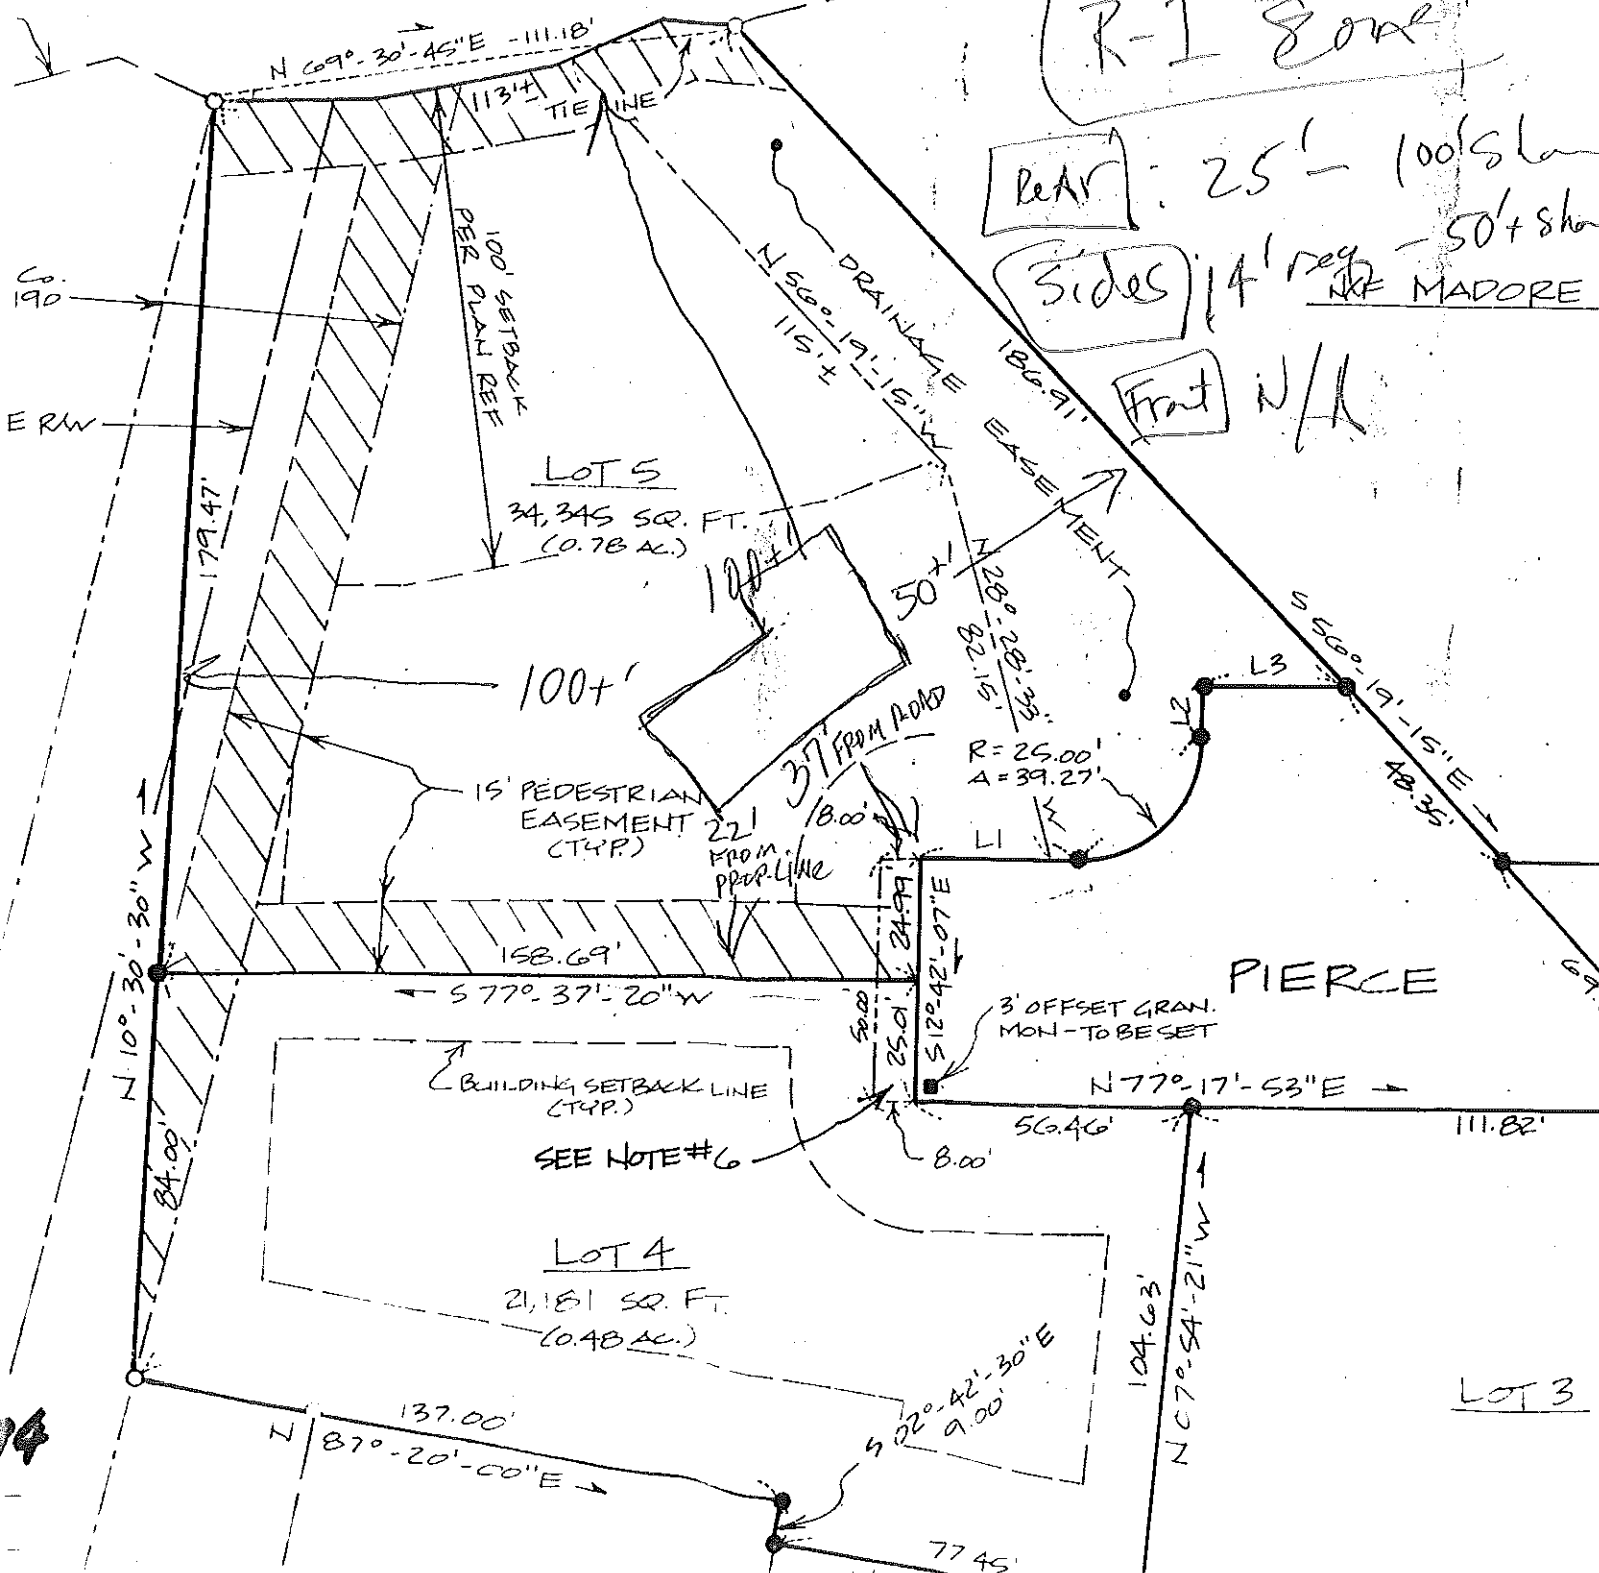 R-1 Zone
N 69°-30'-45"E - 111.18'
113'±
TIE LINE
Rear : 25' - 100' Sho
Sides 14' req - 50'+ sho
N/F MADORE
Front N/A
Co.
190
E R/W
100' SETBACK
PER PLAN REF
N 56°-19'-15"W
115'±
DRAINAGE EASEMENT
186.91'
179.47'
LOT 5
34,345 SQ. FT.
(0.78 AC.)
100+'
50+'
N 28°-28'-33"
82.15'
100+'
37' FROM ROAD
S 56°-19'-15"E
48.35'
L3
L2
R=25.00'
A=39.27'
L1
15' PEDESTRIAN
EASEMENT
(TYP.)
22'
FROM
PROP. LINE
18.00'
24.99
S 12°-42'-07"E
N 10°-30'-30"W
158.69'
S 77°-37'-20"W
50.00
25.01'
PIERCE
3' OFFSET GRAN.
MON-TO BE SET
BUILDING SETBACK LINE
(TYP.)
N 77°-17'-53"E
56.46'
111.82'
SEE NOTE #6
8.00'
84.00'
LOT 4
21,181 SQ. FT.
(0.48 AC.)
104.63'
N 07°-54'-21"W
S 02°-42'-30"E
9.00'
LOT 3
137.00'
N 87°-20'-00"E
77.45'